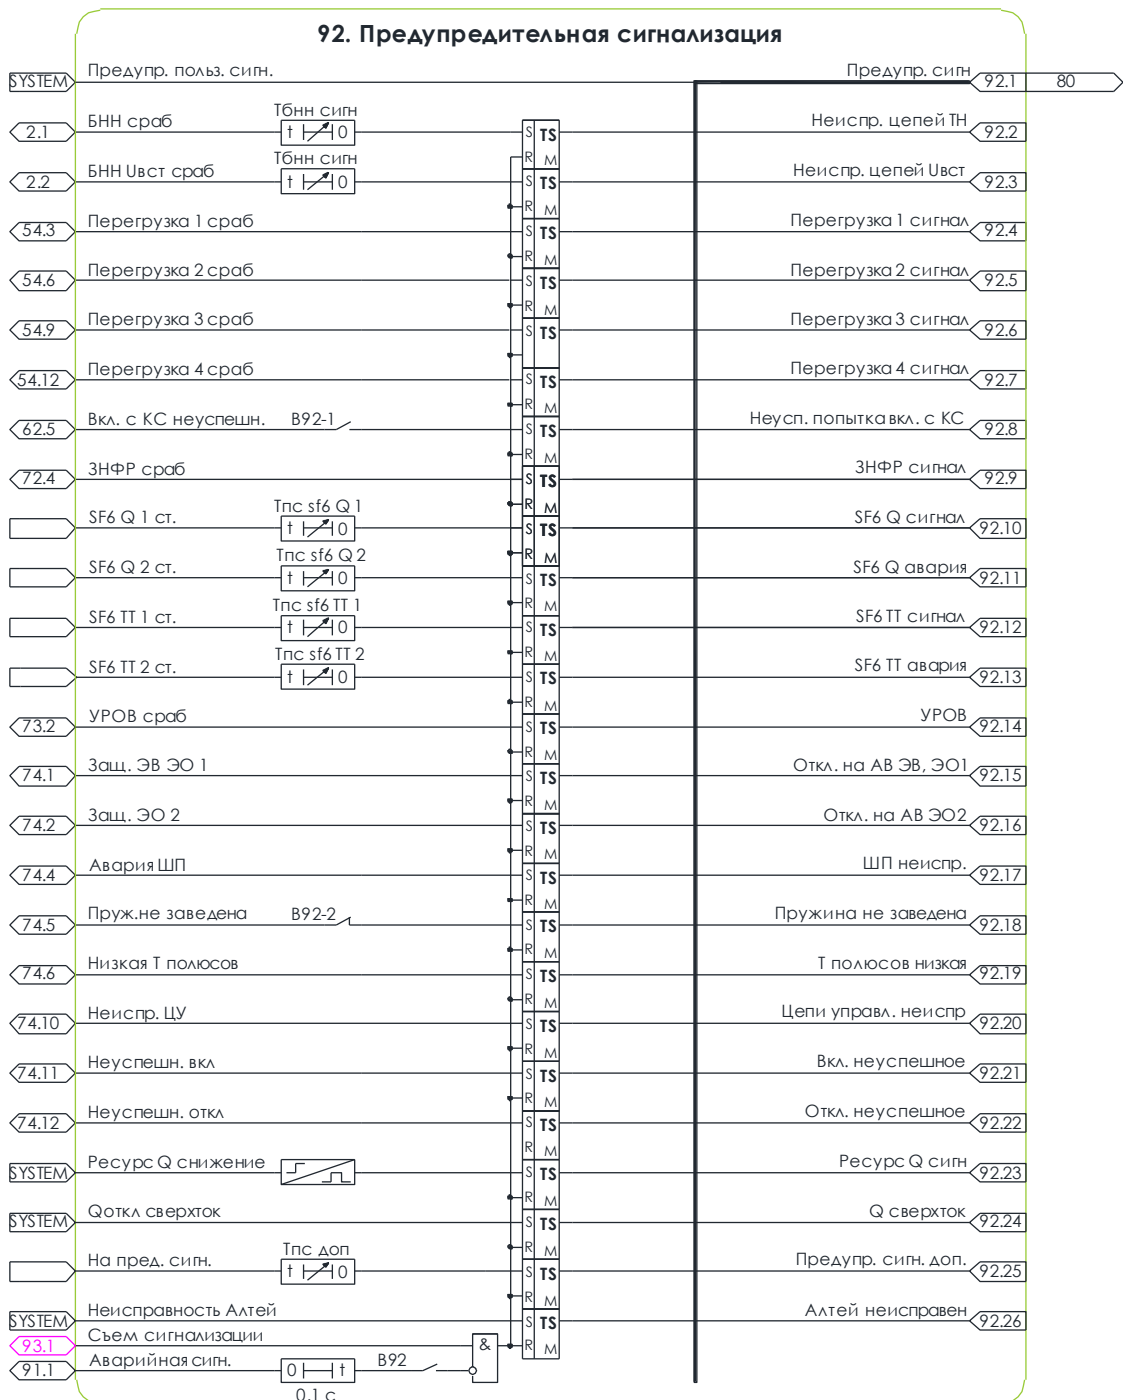 92. Предупредительная сигнализация
SYSTEM Предупр. польз. сигн. Предупр. сигн 92.1 80
Тбнн сигн
2.1 БНН сраб t 0 S TS Неиспр. цепей ТН 92.2
R M
Тбнн сигн
2.2 БНН Uвст сраб t 0 S TS Неиспр. цепей Uвст 92.3
R M
54.3 Перегрузка 1 сраб S TS Перегрузка 1 сигнал 92.4
R M
54.6 Перегрузка 2 сраб S TS Перегрузка 2 сигнал 92.5
R M
54.9 Перегрузка 3 сраб S TS Перегрузка 3 сигнал 92.6
54.12 Перегрузка 4 сраб S TS Перегрузка 4 сигнал 92.7
R M
62.5 Вкл. с КС неуспешн. В92-1 S TS Неусп. попытка вкл. с КС 92.8
R M
72.4 ЗНФР сраб S TS ЗНФР сигнал 92.9
R M
Тпс sf6 Q 1
SF6 Q 1 ст. t 0 S TS SF6 Q сигнал 92.10
R M
Тпс sf6 Q 2
SF6 Q 2 ст. t 0 S TS SF6 Q авария 92.11
R M
Тпс sf6 ТТ 1
SF6 ТТ 1 ст. t 0 S TS SF6 ТТ сигнал 92.12
R M
Тпс sf6 ТТ 2
SF6 ТТ 2 ст. t 0 S TS SF6 ТТ авария 92.13
R M
73.2 УРОВ сраб S TS УРОВ 92.14
R M
74.1 Защ. ЭВ ЭО 1 S TS Откл. на АВ ЭВ, ЭО1 92.15
R M
74.2 Защ. ЭО 2 S TS Откл. на АВ ЭО2 92.16
R M
74.4 Авария ШП S TS ШП неиспр. 92.17
R M
74.5 Пруж.не заведена В92-2 S TS Пружина не заведена 92.18
R M
74.6 Низкая Т полюсов S TS Т полюсов низкая 92.19
R M
74.10 Неиспр. ЦУ S TS Цепи управл. неиспр 92.20
R M
74.11 Неуспешн. вкл S TS Вкл. неуспешное 92.21
R M
74.12 Неуспешн. откл S TS Откл. неуспешное 92.22
R M
SYSTEM Ресурс Q снижение S TS Ресурс Q сигн 92.23
R M
SYSTEM Qоткл сверхток S TS Q сверхток 92.24
R M
Тпс доп
На пред. сигн. t 0 S TS Предупр. сигн. доп. 92.25
R M
SYSTEM Неисправность Алтей S TS Алтей неисправен 92.26
93.1 Съем сигнализации & R M
91.1 Аварийная сигн. 0 t В92
0.1 с